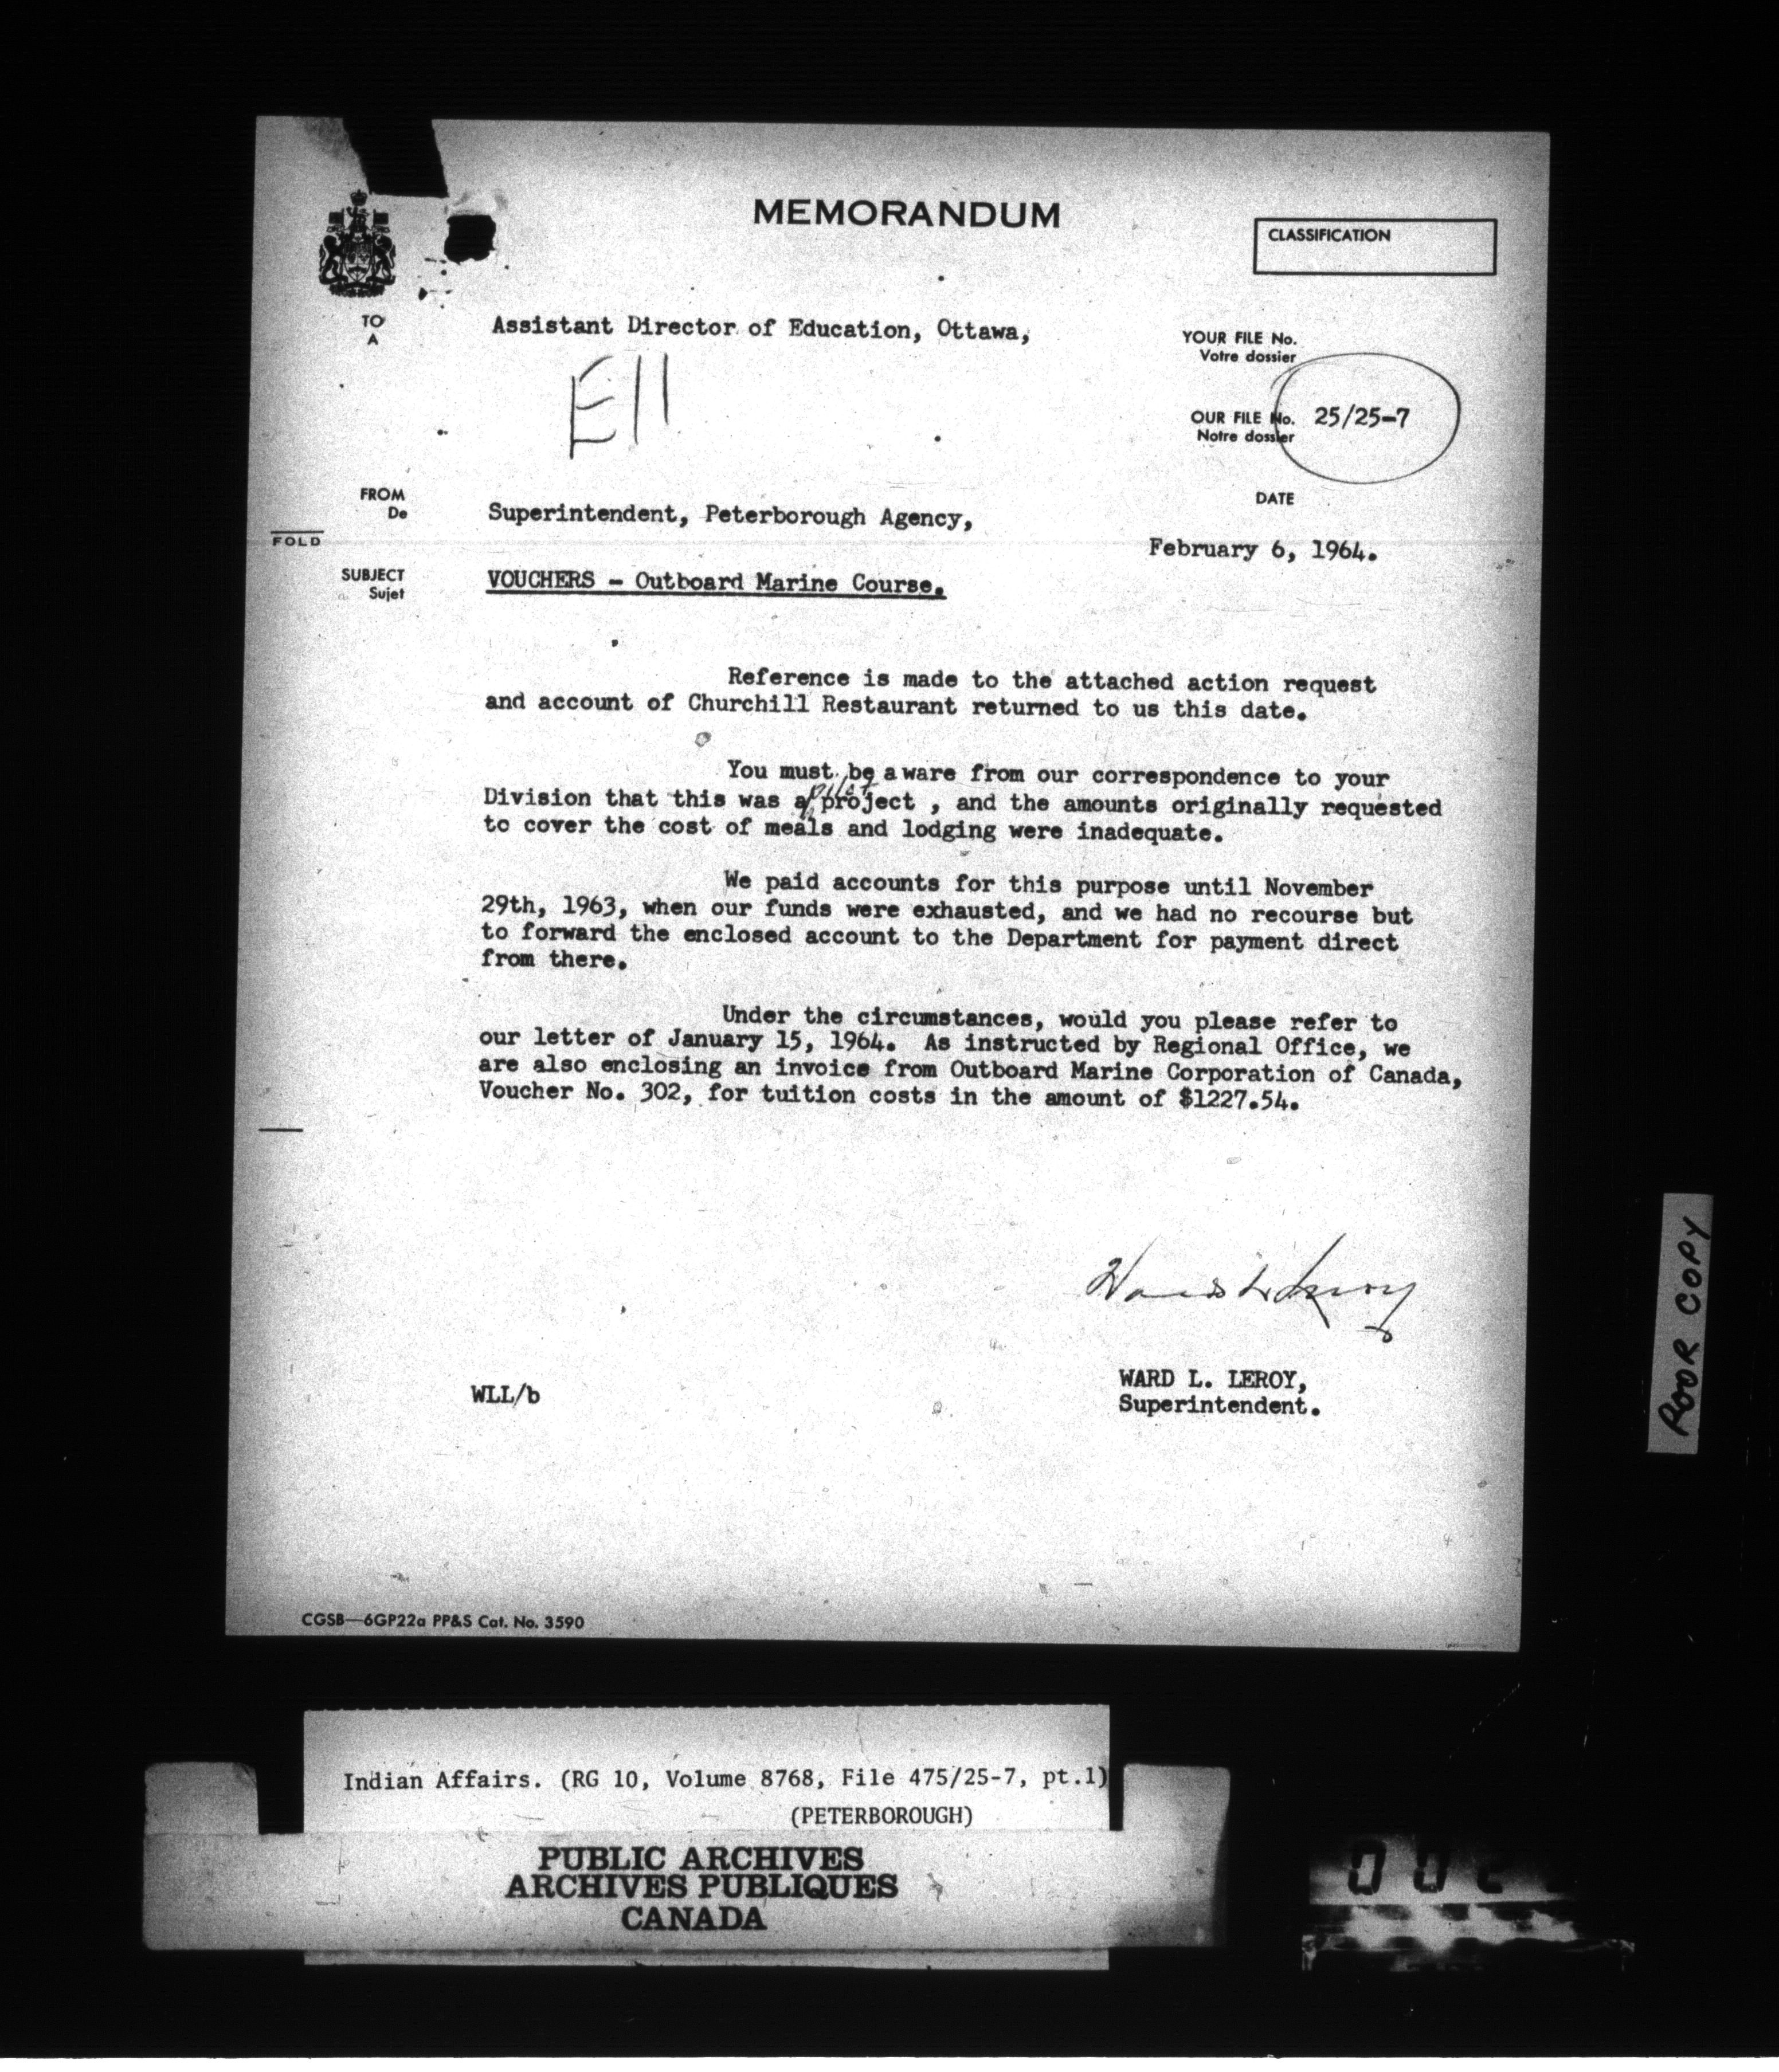 MEMORANDUM
CLASSIFICATION
TO
A
Assistant Director of Education, Ottawa,
E11
YOUR FILE No.
Votre dossier
OUR FILE No. 25/25-7
Notre dossier
FROM
De
Superintendent, Peterborough Agency,
DATE
February 6, 1964.
FOLD
SUBJECT
Sujet
VOUCHERS - Outboard Marine Course.
Reference is made to the attached action request
and account of Churchill Restaurant returned to us this date.
You must be aware from our correspondence to your
Division that this was a pilot project , and the amounts originally requested
to cover the cost of meals and lodging were inadequate.
We paid accounts for this purpose until November
29th, 1963, when our funds were exhausted, and we had no recourse but
to forward the enclosed account to the Department for payment direct
from there.
Under the circumstances, would you please refer to
our letter of January 15, 1964. As instructed by Regional Office, we
are also enclosing an invoice from Outboard Marine Corporation of Canada,
Voucher No. 302, for tuition costs in the amount of $1227.54.
Ward L Leroy
WLL/b
WARD L. LEROY,
Superintendent.
POOR COPY
CGSB—6GP22a PP&S Cat. No. 3590
Indian Affairs. (RG 10, Volume 8768, File 475/25-7, pt.1)
(PETERBOROUGH)
PUBLIC ARCHIVES
ARCHIVES PUBLIQUES
CANADA